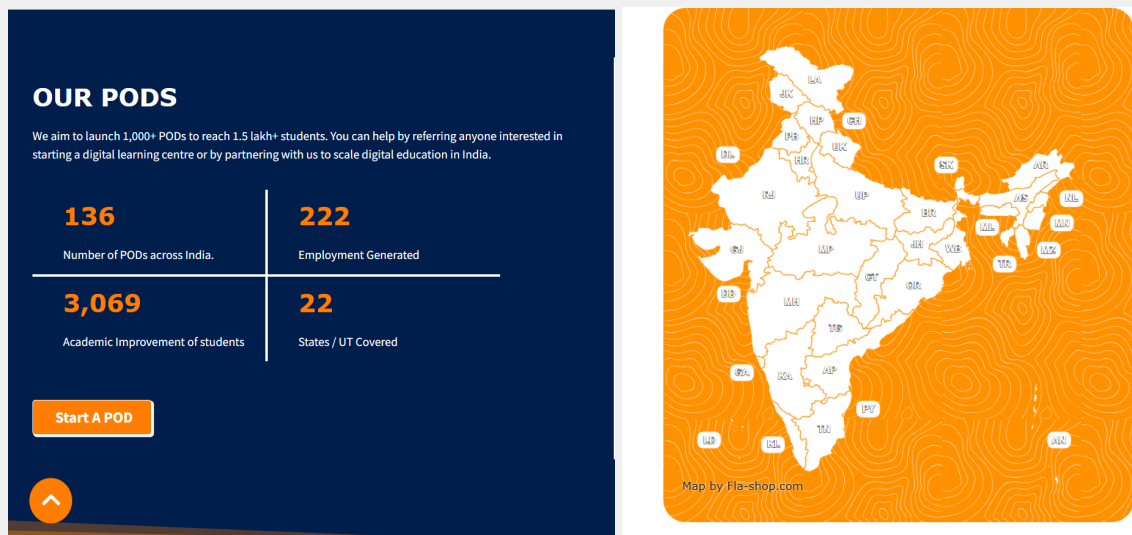 OUR PODS
We aim to launch 1,000+ PODs to reach 1.5 lakh+ students. You can help by referring anyone interested in
starting a digital learning centre or by partnering with us to scale digital education in India.
136
222
Number of PODs across India.
Employment Generated
3,069
22
Academic Improvement of students
States / UT Covered
Start A POD
LA
JK
HP
CH
PB
UK
DL
HR
SK
AR
RJ
UP
AS
NL
BR
MN
ML
GJ
MP
JH
WB
MZ
TR
CT
OR
DD
MH
TG
GA
KA
AP
PY
TN
LD
KL
AN
Map by Fla-shop.com